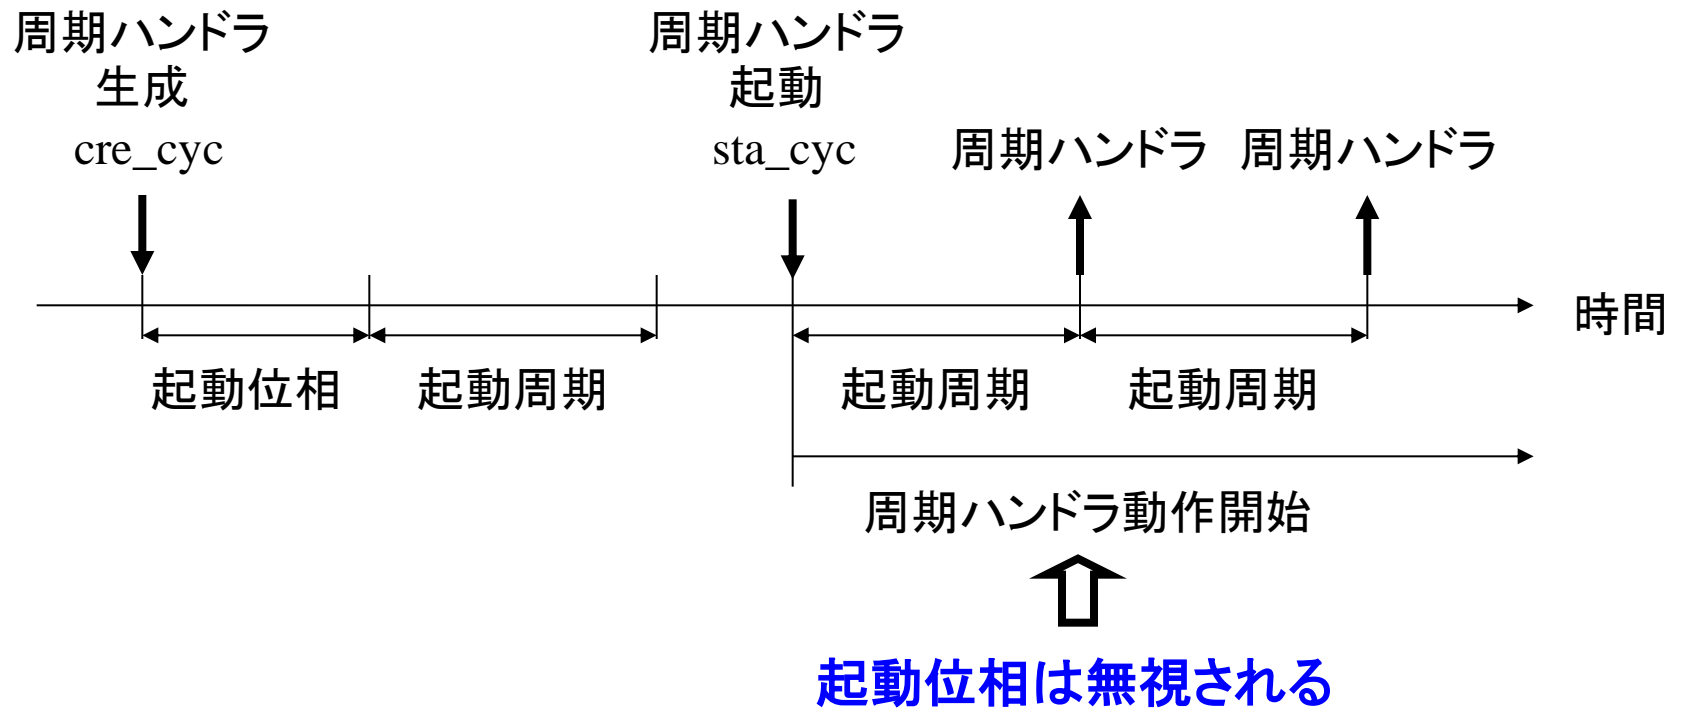 周期ハンドラ
生成
cre_cyc
周期ハンドラ
起動
sta_cyc
周期ハンドラ
周期ハンドラ
時間
起動位相
起動周期
起動周期
起動周期
周期ハンドラ動作開始
起動位相は無視される